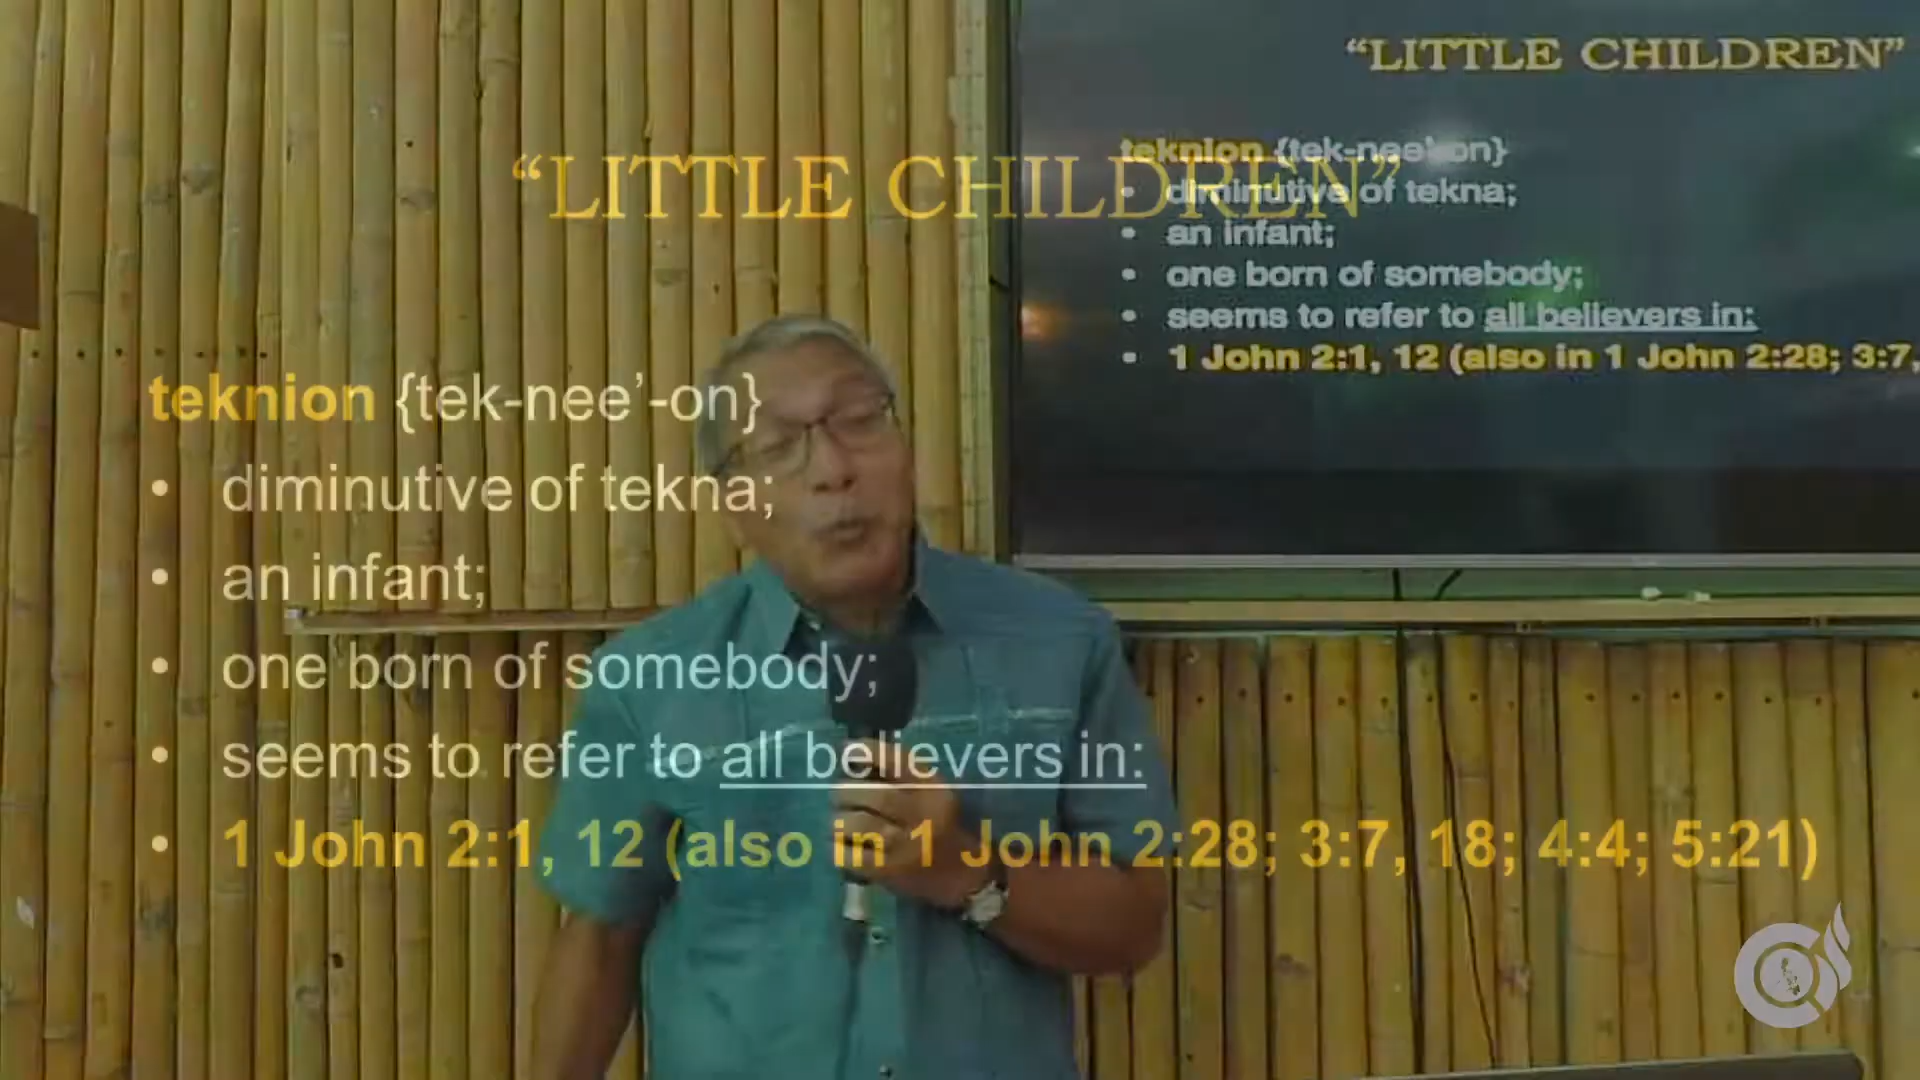 “LITTLE CHILDREN”
teknion {tek-nee’-on}
• diminutive of tekna;
• an infant;
• one born of somebody;
• seems to refer to all believers in:
• 1 John 2:1, 12 (also in 1 John 2:28; 3:7,
“LITTLE CHILDREN”
teknion {tek-nee’-on}
• diminutive of tekna;
• an infant;
• one born of somebody;
• seems to refer to all believers in:
• 1 John 2:1, 12 (also in 1 John 2:28; 3:7, 18; 4:4; 5:21)